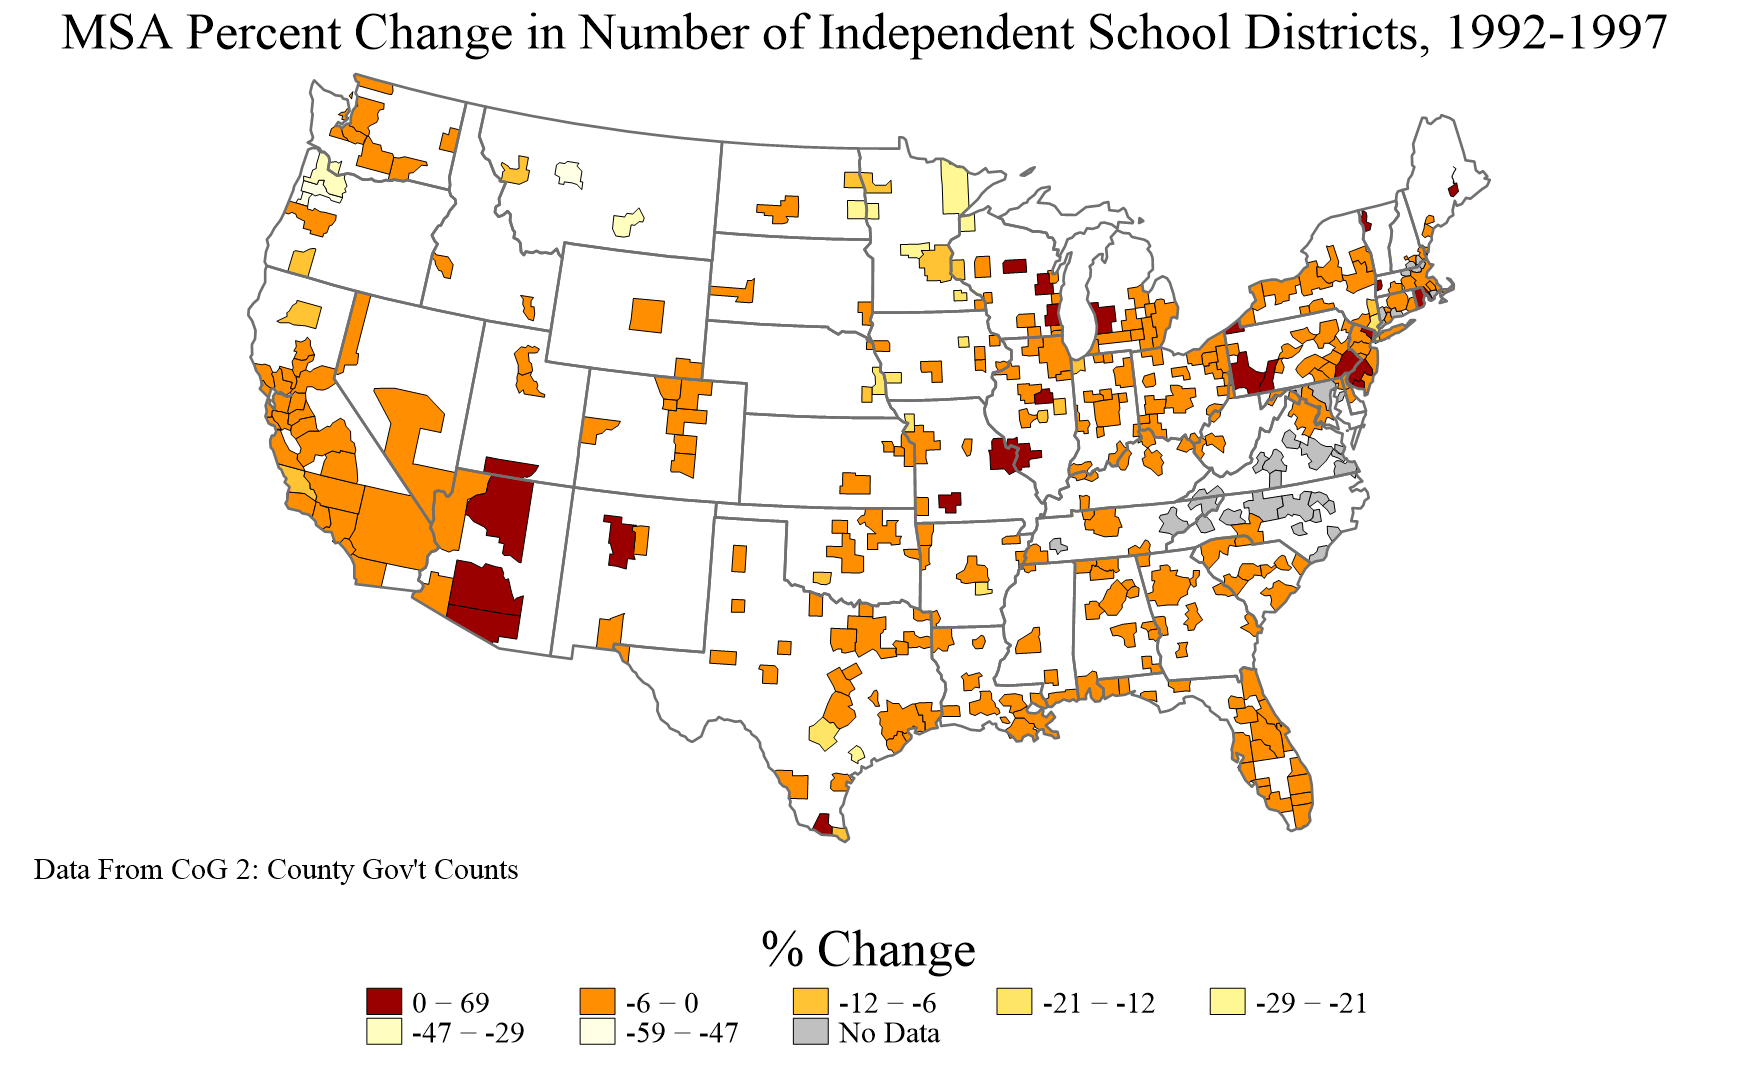 MSA Percent Change in Number of Independent School Districts, 1992-1997
Data From CoG 2: County Gov't Counts
% Change
0 – 69
-6 – 0
-12 – -6
-21 – -12
-29 – -21
-47 – -29
-59 – -47
No Data